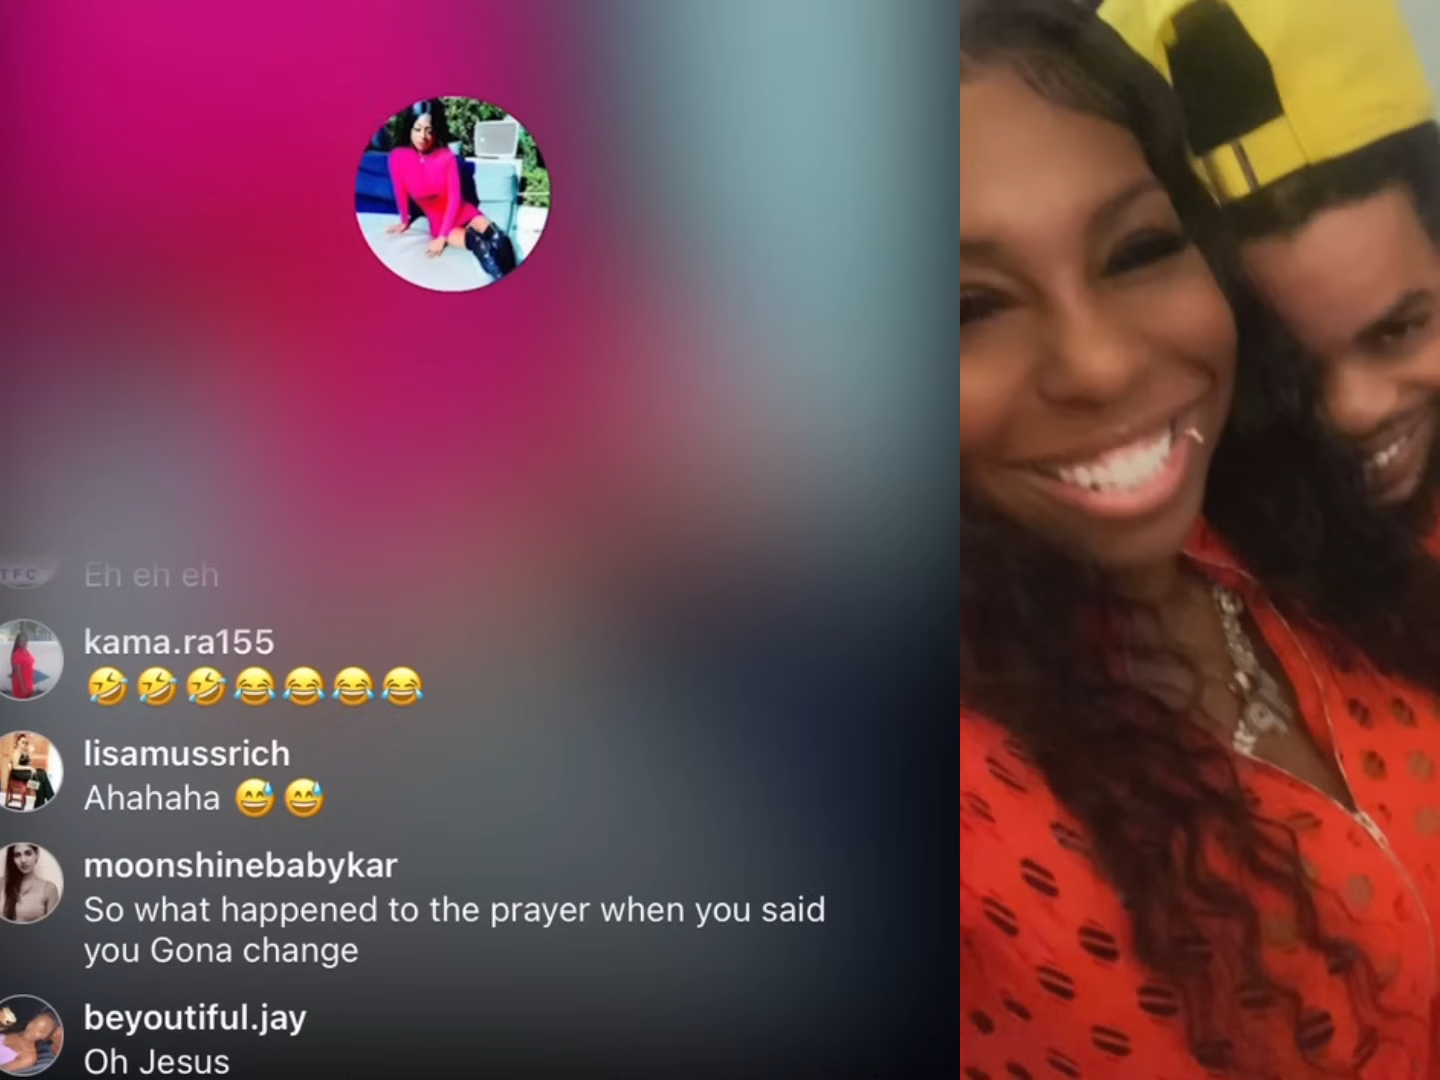 TFC
Eh eh eh
kama.ra155
🤣🤣🤣😂😂😂😂
lisamussrich
Ahahaha 😅😅
moonshinebabykar
So what happened to the prayer when you said
you Gona change
beyoutiful.jay
Oh Jesus